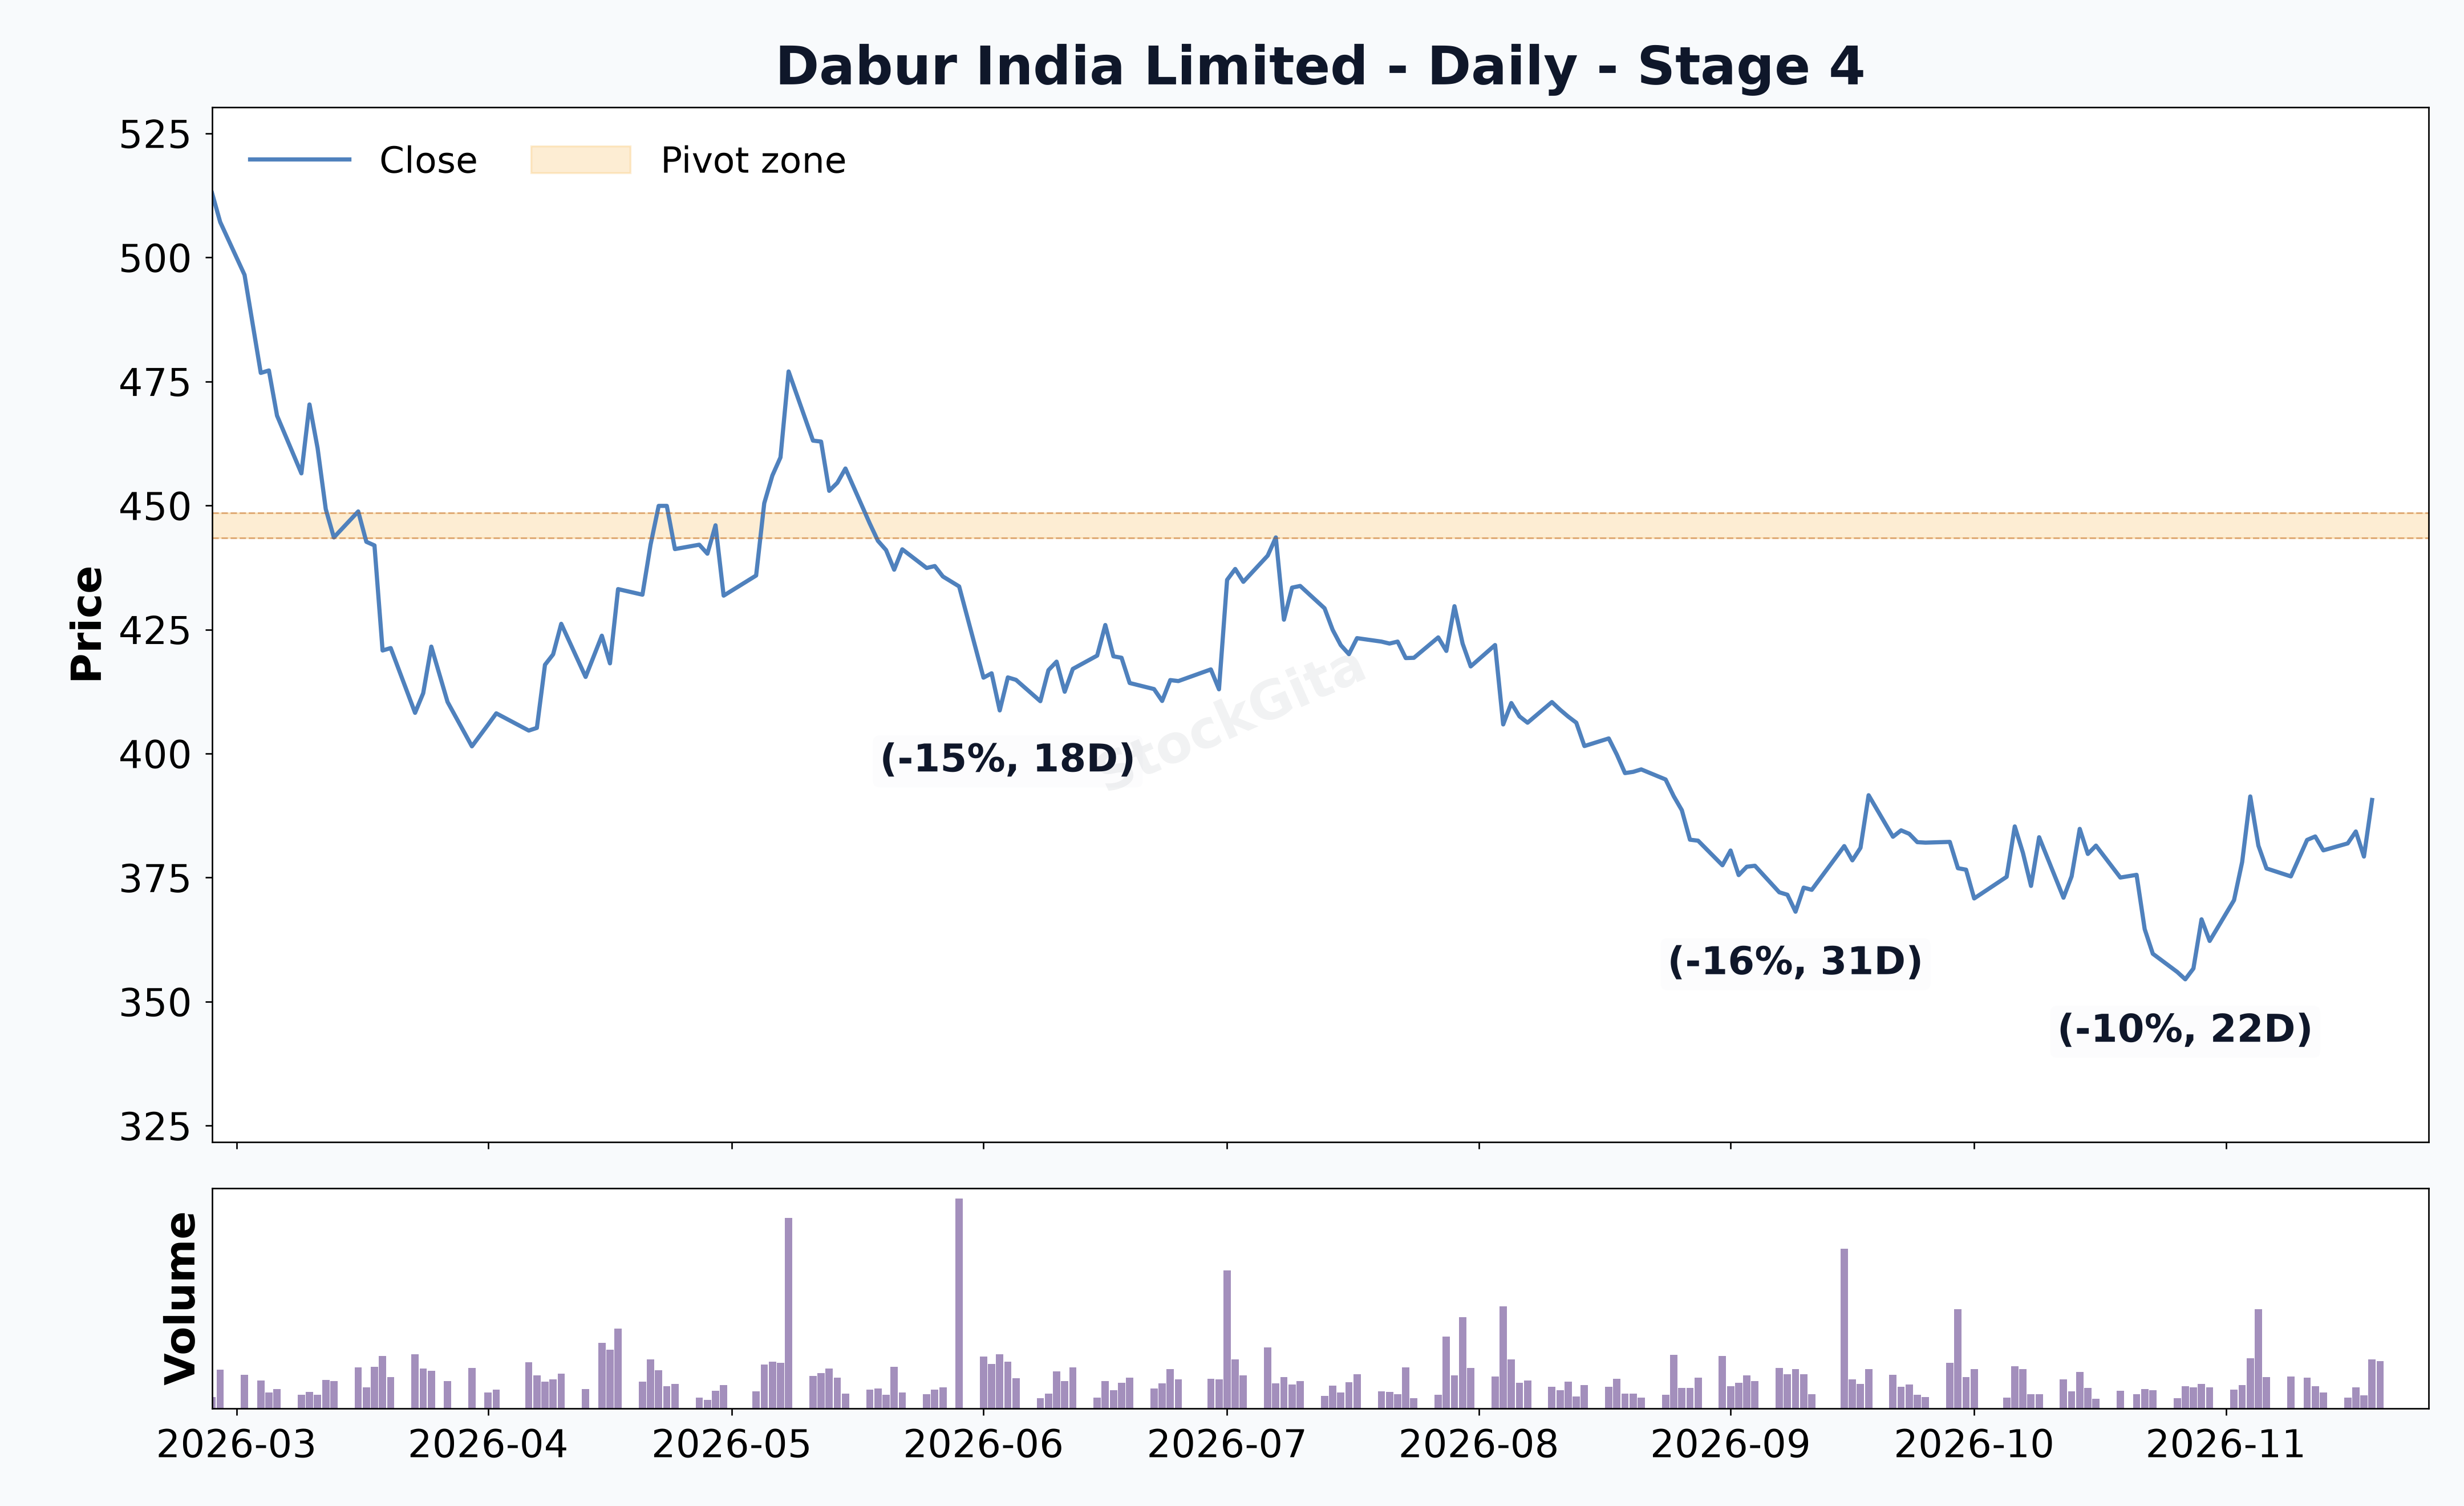 Dabur India Limited - Daily - Stage 4
Close
Pivot zone
525
500
475
450
425
400
375
350
325
Price
StockGita
(-15%, 18D)
(-16%, 31D)
(-10%, 22D)
Volume
2026-03
2026-04
2026-05
2026-06
2026-07
2026-08
2026-09
2026-10
2026-11